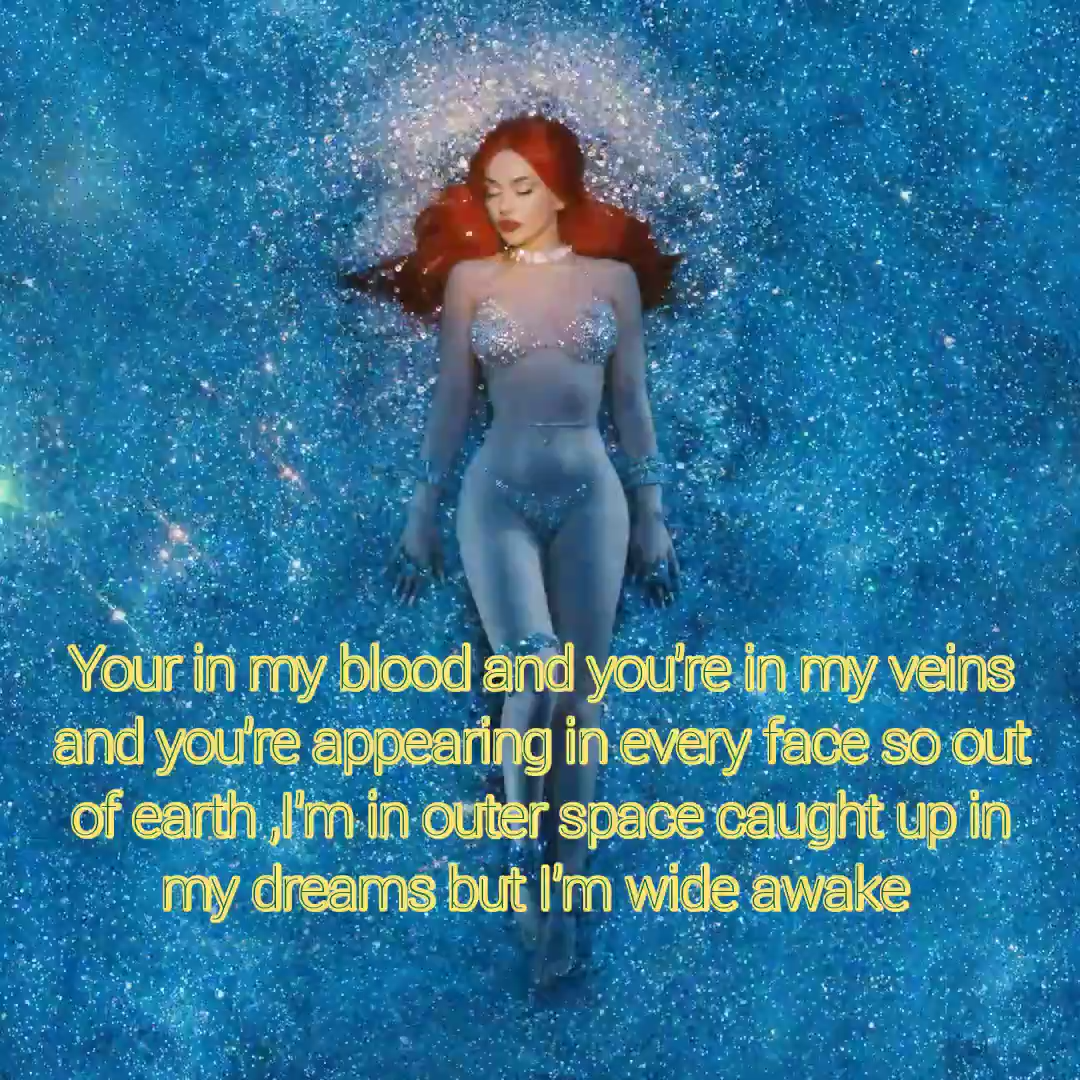 Your in my blood and you're in my veins
and you're appearing in every face so out
of earth ,I'm in outer space caught up in
my dreams but I'm wide awake